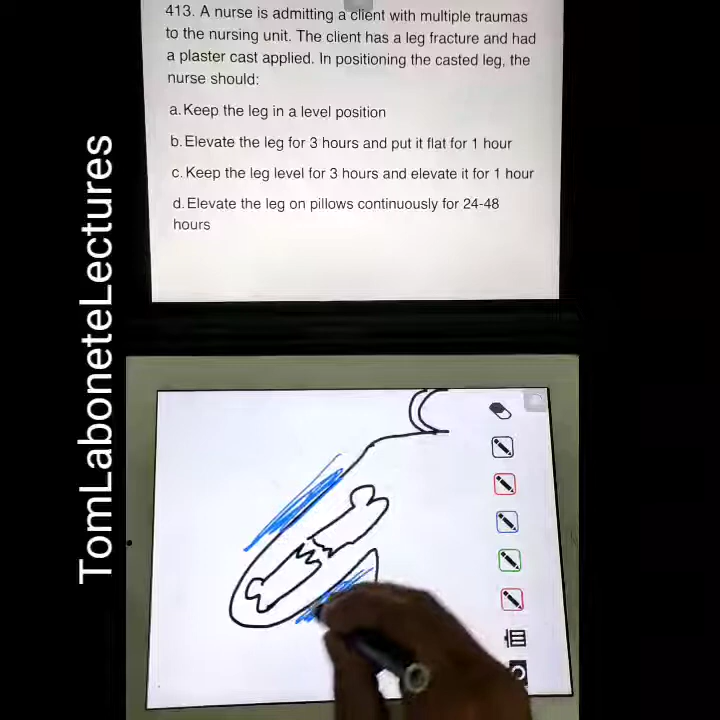 413. A nurse is admitting a client with multiple traumas
to the nursing unit. The client has a leg fracture and had
a plaster cast applied. In positioning the casted leg, the
nurse should:
a. Keep the leg in a level position
b. Elevate the leg for 3 hours and put it flat for 1 hour
c. Keep the leg level for 3 hours and elevate it for 1 hour
d. Elevate the leg on pillows continuously for 24-48
hours
TomLaboneteLectures